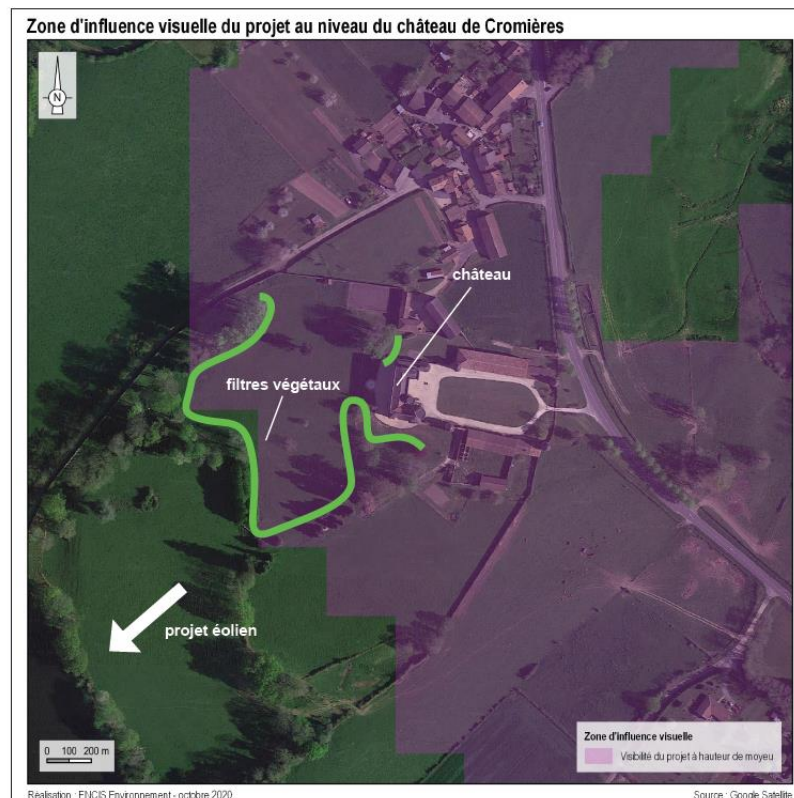 Zone d'influence visuelle du projet au niveau du château de Cromières
N
château
filtres végétaux
projet éolien
0 100 200 m
Zone d'influence visuelle
Visibilité du projet à hauteur de moyeu
Réalisation : ENCIS Environnement - octobre 2020
Source : Google Satellite